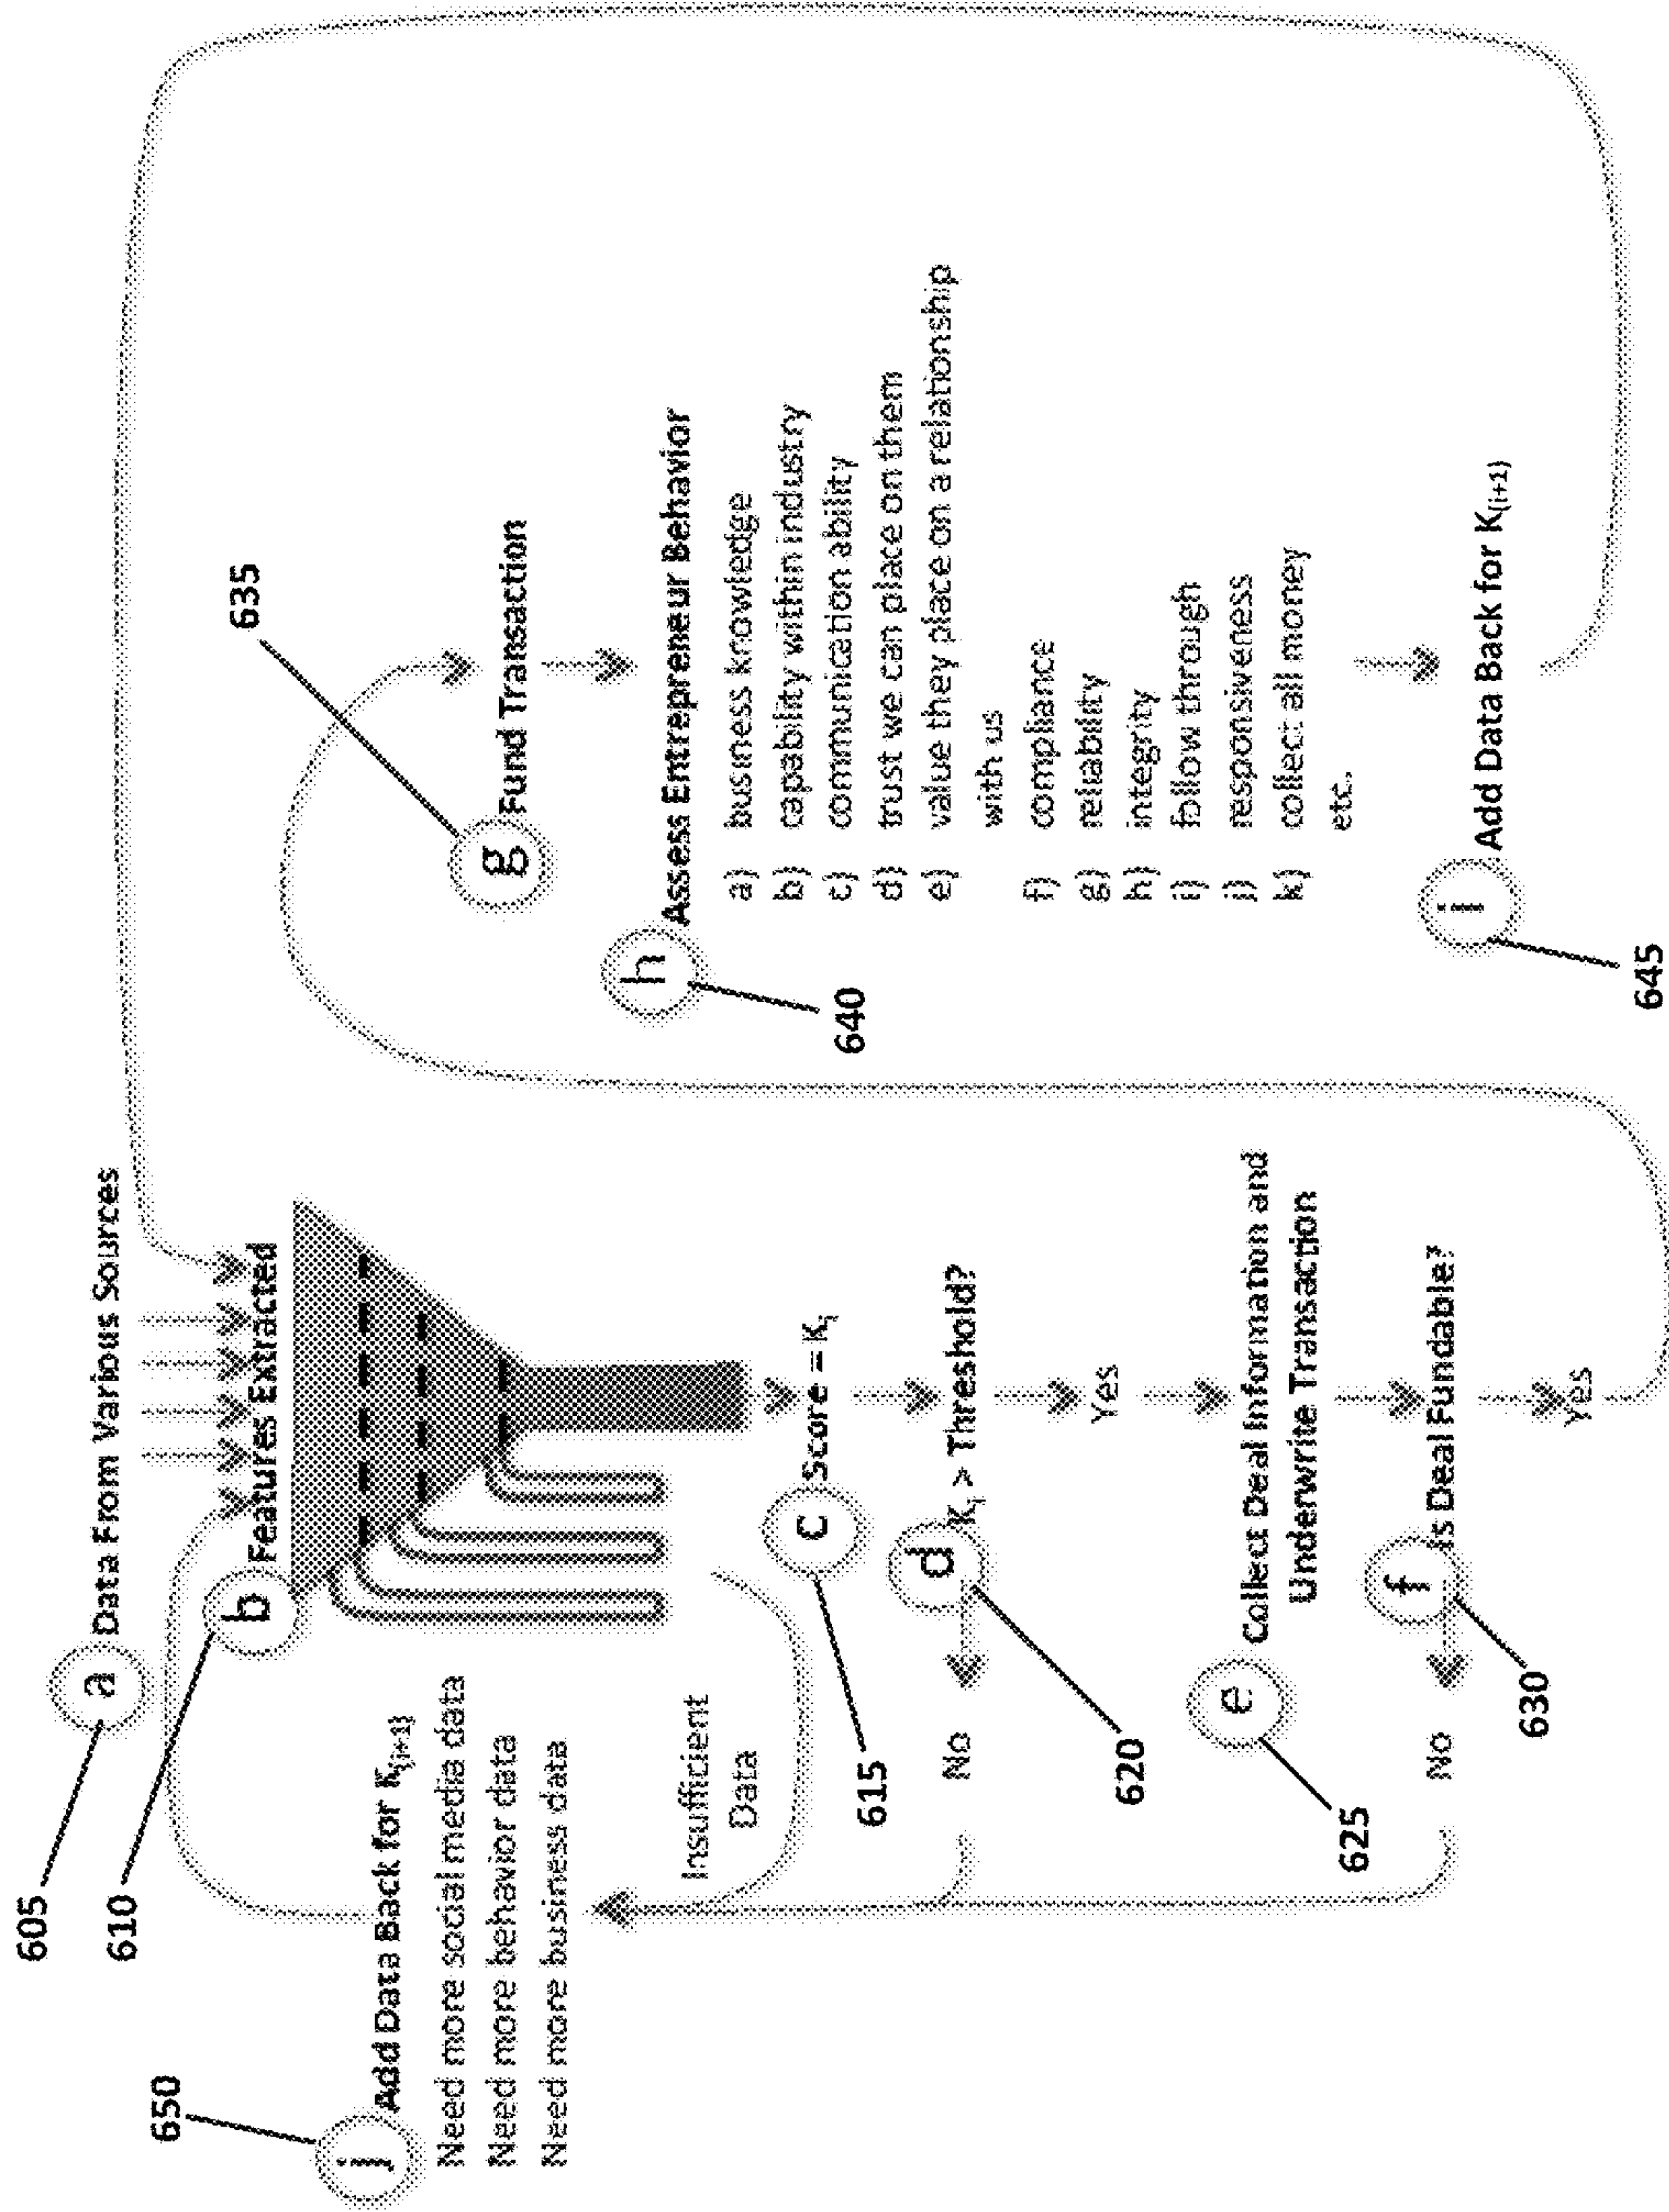 605
a Data From Various Sources
610
b Features Extracted
650
j Add Data Back for K(i+1)
Need more social media data
Need more behavior data
Need more business data
Insufficient
Data
c Score = Ki
615
d Ki > Threshold?
No
620
Yes
e Collect Deal Information and
Underwrite Transaction
625
f Is Deal Fundable?
No
630
Yes
635
g Fund Transaction
h Assess Entrepreneur Behavior
640
a) business knowledge
b) capability within industry
c) communication ability
d) trust we can place on them
e) value they place on a relationship
with us
f) compliance
g) reliability
h) integrity
i) follow through
j) responsiveness
k) collect all money
etc.
i Add Data Back for K(i+1)
645